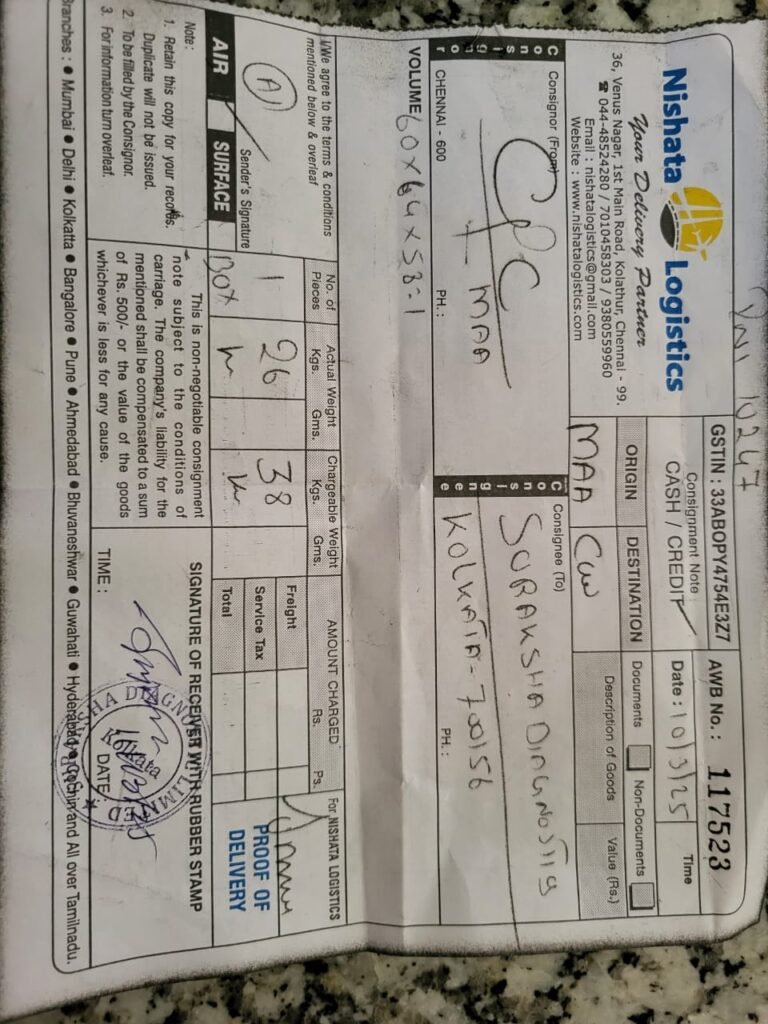 DNI 10247
Nishata Logistics
Your Delivery Partner
36, Venus Nagar, 1st Main Road, Kolathur, Chennai - 99.
☎ 044-48524280 / 7010458303 / 9380559960
Email : nishatalogistics@gmail.com
Website : www.nishatalogistics.com
GSTIN : 33ABOPY4754E3Z7
AWB No.: 117523
Consignment Note
CASH / CREDIT
Date : 10/3/25
Time
ORIGIN
DESTINATION
Documents
Non-Documents
MAA
CCU
Description of Goods
Value (Rs.)
Consignor
Consignor (From)
CPC
MAA
CHENNAI - 600
PH.:
Consignee
Consignee (To)
SURAKSHA DIAGNOSTIC
KOLKATA - 700156
PH.:
VOLUME 60 x 64 x 58 = 1
I/We agree to the terms & conditions
mentioned below & overleaf
A
Sender's Signature
AIR
SURFACE
No. of
Pieces
Actual Weight
Kgs. Gms.
Chargeable Weight
Kgs. Gms.
AMOUNT CHARGED
Rs. Ps.
1
BOX
26
38
Freight
Service Tax
Total
For NISHATA LOGISTICS
PROOF OF
DELIVERY
Note :
1. Retain this copy for your records.
Duplicate will not be issued.
2. To be filled by the Consignor.
3. For information turn overleaf.
This is non-negotiable consignment
note subject to the conditions of
carriage. The company's liability for the
mentioned shall be compensated to a sum
of Rs. 500/- or the value of the goods
whichever is less for any cause.
SIGNATURE OF RECEIVER WITH RUBBER STAMP
TIME :
DATE
Kolkata
Branches : ● Mumbai ● Delhi ● Kolkatta ● Bangalore ● Pune ● Ahmedabad ● Bhuvaneshwar ● Guwahati ● Hyderabad ● Cochin and All over Tamilnadu.